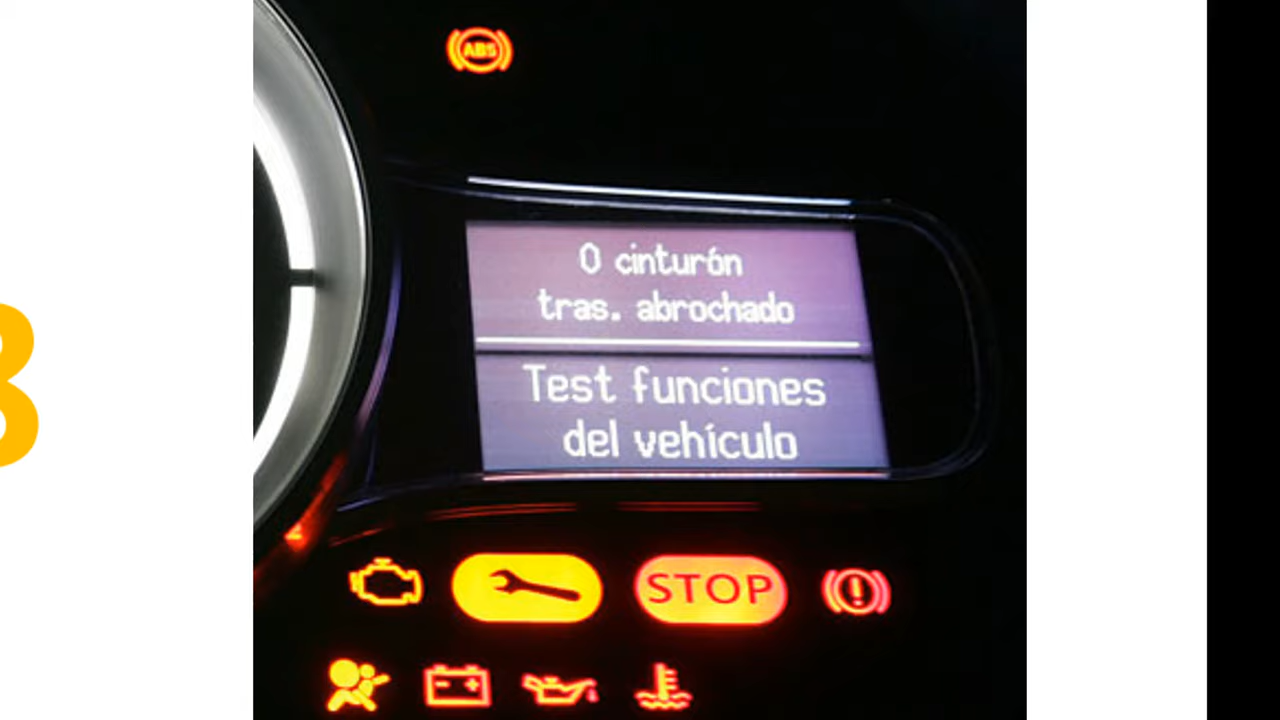 ABS
0 cinturón
tras. abrochado
Test funciones
del vehículo
STOP